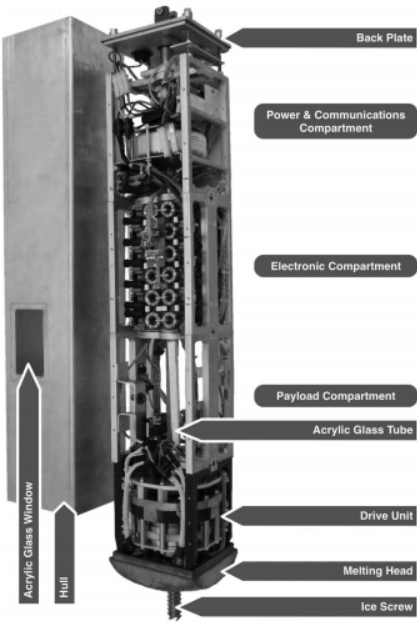 Back Plate
Power & Communications
Compartment
Electronic Compartment
Payload Compartment
Acrylic Glass Tube
Drive Unit
Melting Head
Ice Screw
Acrylic Glass Window
Hull